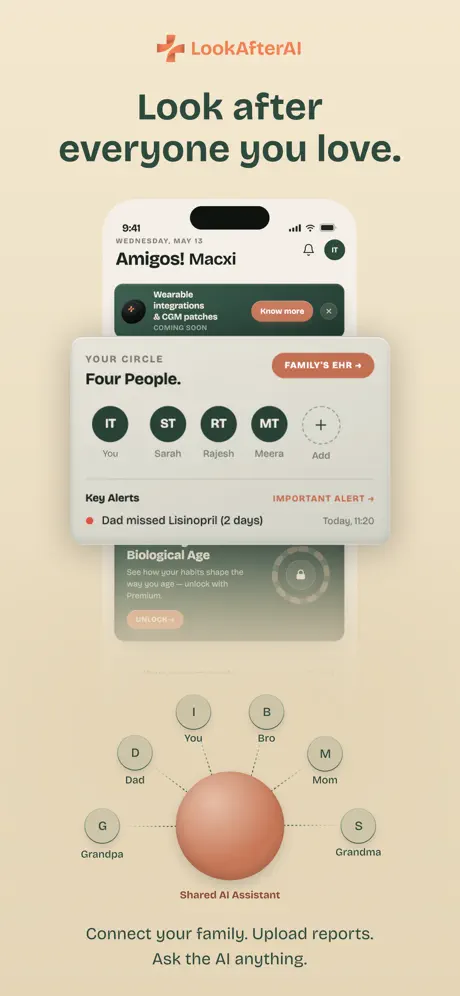 LookAfterAI
Look after
everyone you love.
9:41
WEDNESDAY, MAY 13
Amigos! Macxi
IT
Wearable
integrations
& CGM patches
COMING SOON
Know more
YOUR CIRCLE
Four People.
FAMILY'S EHR →
IT
ST
RT
MT
+
You
Sarah
Rajesh
Meera
Add
Key Alerts
IMPORTANT ALERT →
Dad missed Lisinopril (2 days)
Today, 11:20
Biological Age
See how your habits shape the
way you age — unlock with
Premium.
UNLOCK →
I
B
You
Bro
D
M
Dad
Mom
G
S
Grandpa
Grandma
Shared AI Assistant
Connect your family. Upload reports.
Ask the AI anything.